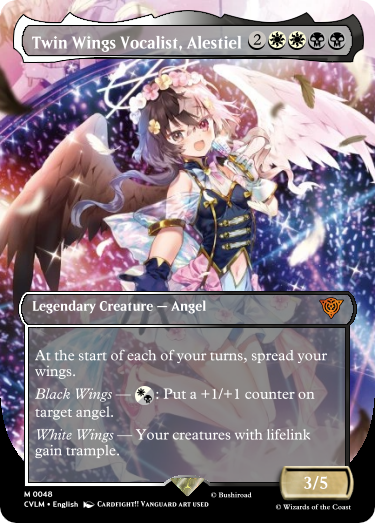 Twin Wings Vocalist, Alestiel 2
Legendary Creature — Angel
At the start of each of your turns, spread your
wings.
Black Wings — : Put a +1/+1 counter on
target angel.
White Wings — Your creatures with lifelink
gain trample.
3/5
M 0048
CVLM • English CARDFIGHT!! VANGUARD ART USED
© Bushiroad
© Wizards of the Coast